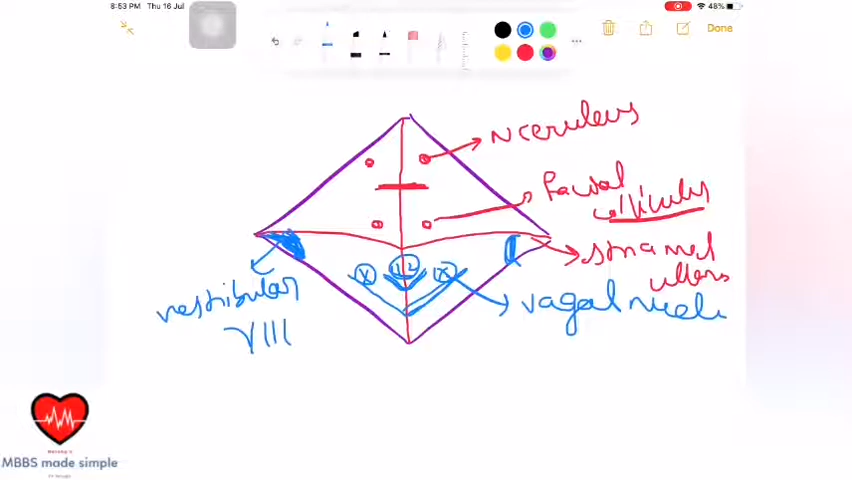 8:53 PM Thu 16 Jul
48%
Done
N ceruleus
Facial
colliculus
stria med
ullaris
X 12 X
vestibular
VIII
vagal nucle
MBBS made simple